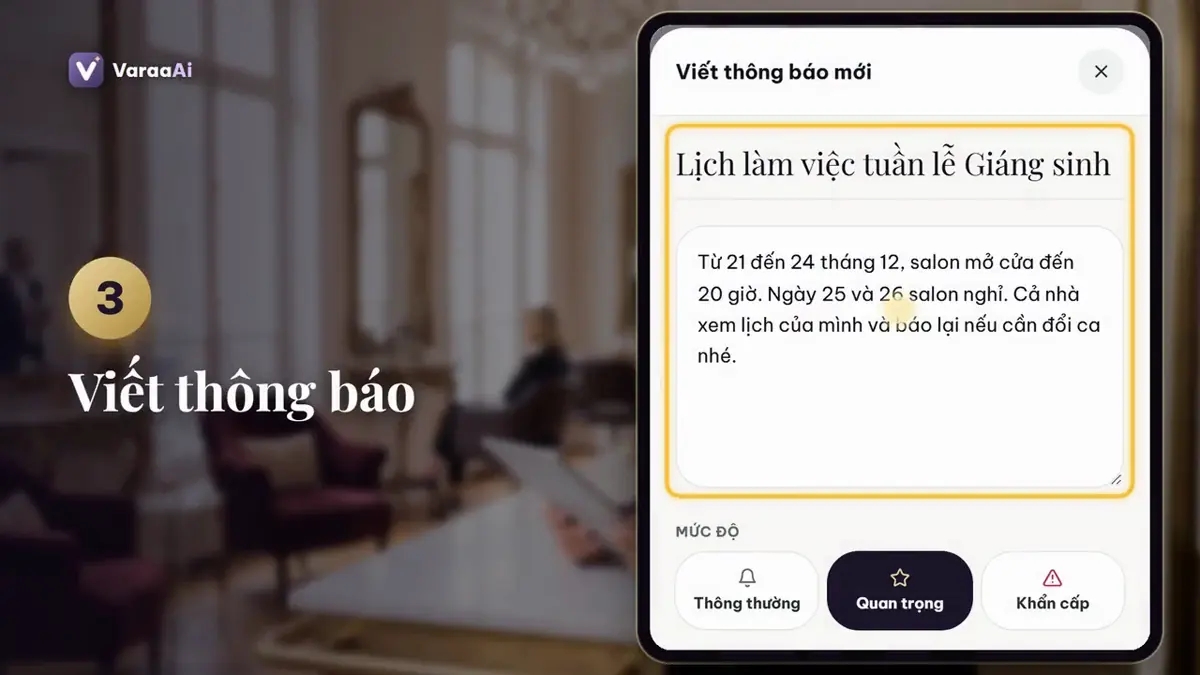 VaraaAi
3
Viết thông báo
Viết thông báo mới
Lịch làm việc tuần lễ Giáng sinh
Từ 21 đến 24 tháng 12, salon mở cửa đến
20 giờ. Ngày 25 và 26 salon nghỉ. Cả nhà
xem lịch của mình và báo lại nếu cần đổi ca
nhé.
MỨC ĐỘ
Thông thường
Quan trọng
Khẩn cấp